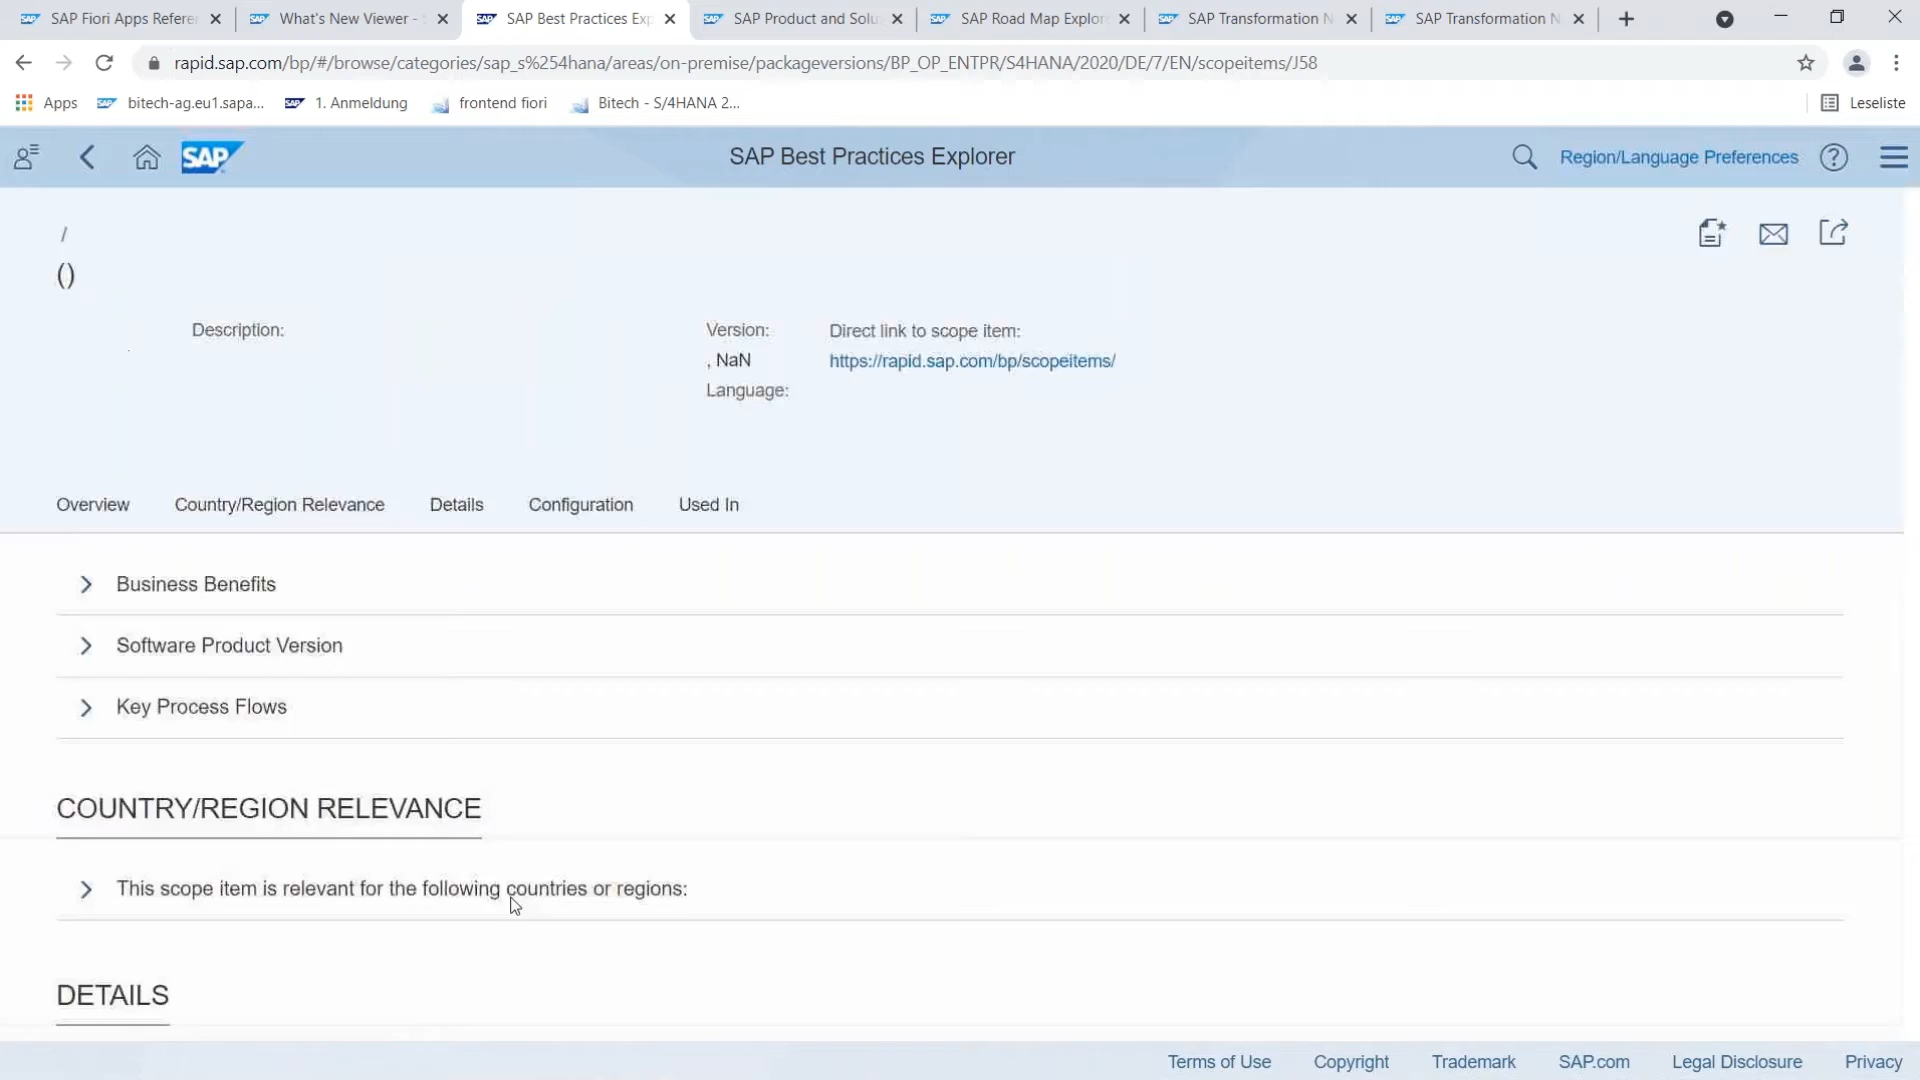 SAP Fiori Apps Refere
What's New Viewer -
SAP Best Practices Exp
SAP Product and Solu
SAP Road Map Explor
SAP Transformation N
SAP Transformation N
rapid.sap.com/bp/#/browse/categories/sap_s%254hana/areas/on-premise/packageversions/BP_OP_ENTPR/S4HANA/2020/DE/7/EN/scopeitems/J58
Apps
bitech-ag.eu1.sapa...
1. Anmeldung
frontend fiori
Bitech - S/4HANA 2...
Leseliste
SAP
SAP Best Practices Explorer
Region/Language Preferences
/
()
Description:
Version:
, NaN
Language:
Direct link to scope item:
https://rapid.sap.com/bp/scopeitems/
Overview
Country/Region Relevance
Details
Configuration
Used In
Business Benefits
Software Product Version
Key Process Flows
COUNTRY/REGION RELEVANCE
This scope item is relevant for the following countries or regions:
DETAILS
Terms of Use
Copyright
Trademark
SAP.com
Legal Disclosure
Privacy